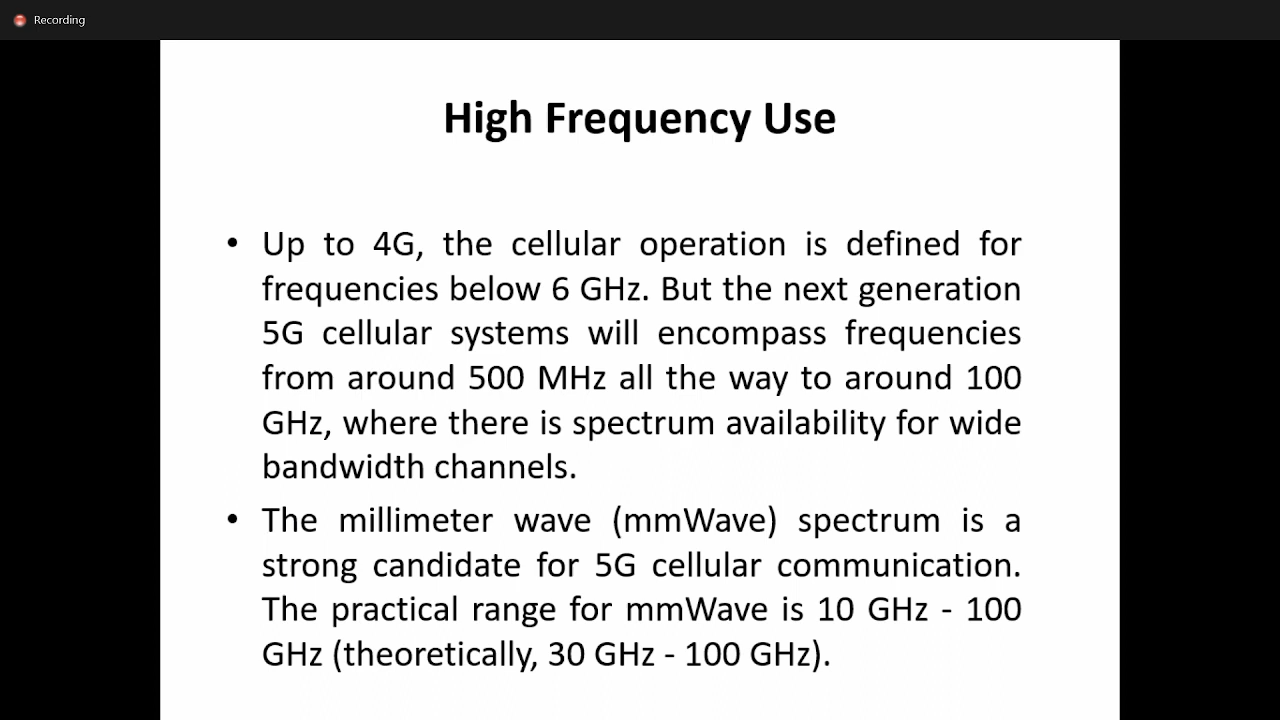 Recording
High Frequency Use
• Up to 4G, the cellular operation is defined for
frequencies below 6 GHz. But the next generation
5G cellular systems will encompass frequencies
from around 500 MHz all the way to around 100
GHz, where there is spectrum availability for wide
bandwidth channels.
• The millimeter wave (mmWave) spectrum is a
strong candidate for 5G cellular communication.
The practical range for mmWave is 10 GHz - 100
GHz (theoretically, 30 GHz - 100 GHz).